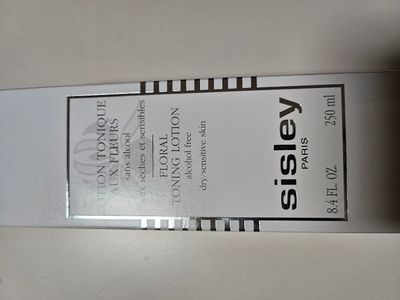 LOTION TONIQUE
AUX FLEURS
sans alcool
sèches et sensibles
FLORAL
TONING LOTION
alcohol free
dry/sensitive skin
sisley
PARIS
8.4 FL. OZ. 250 ml